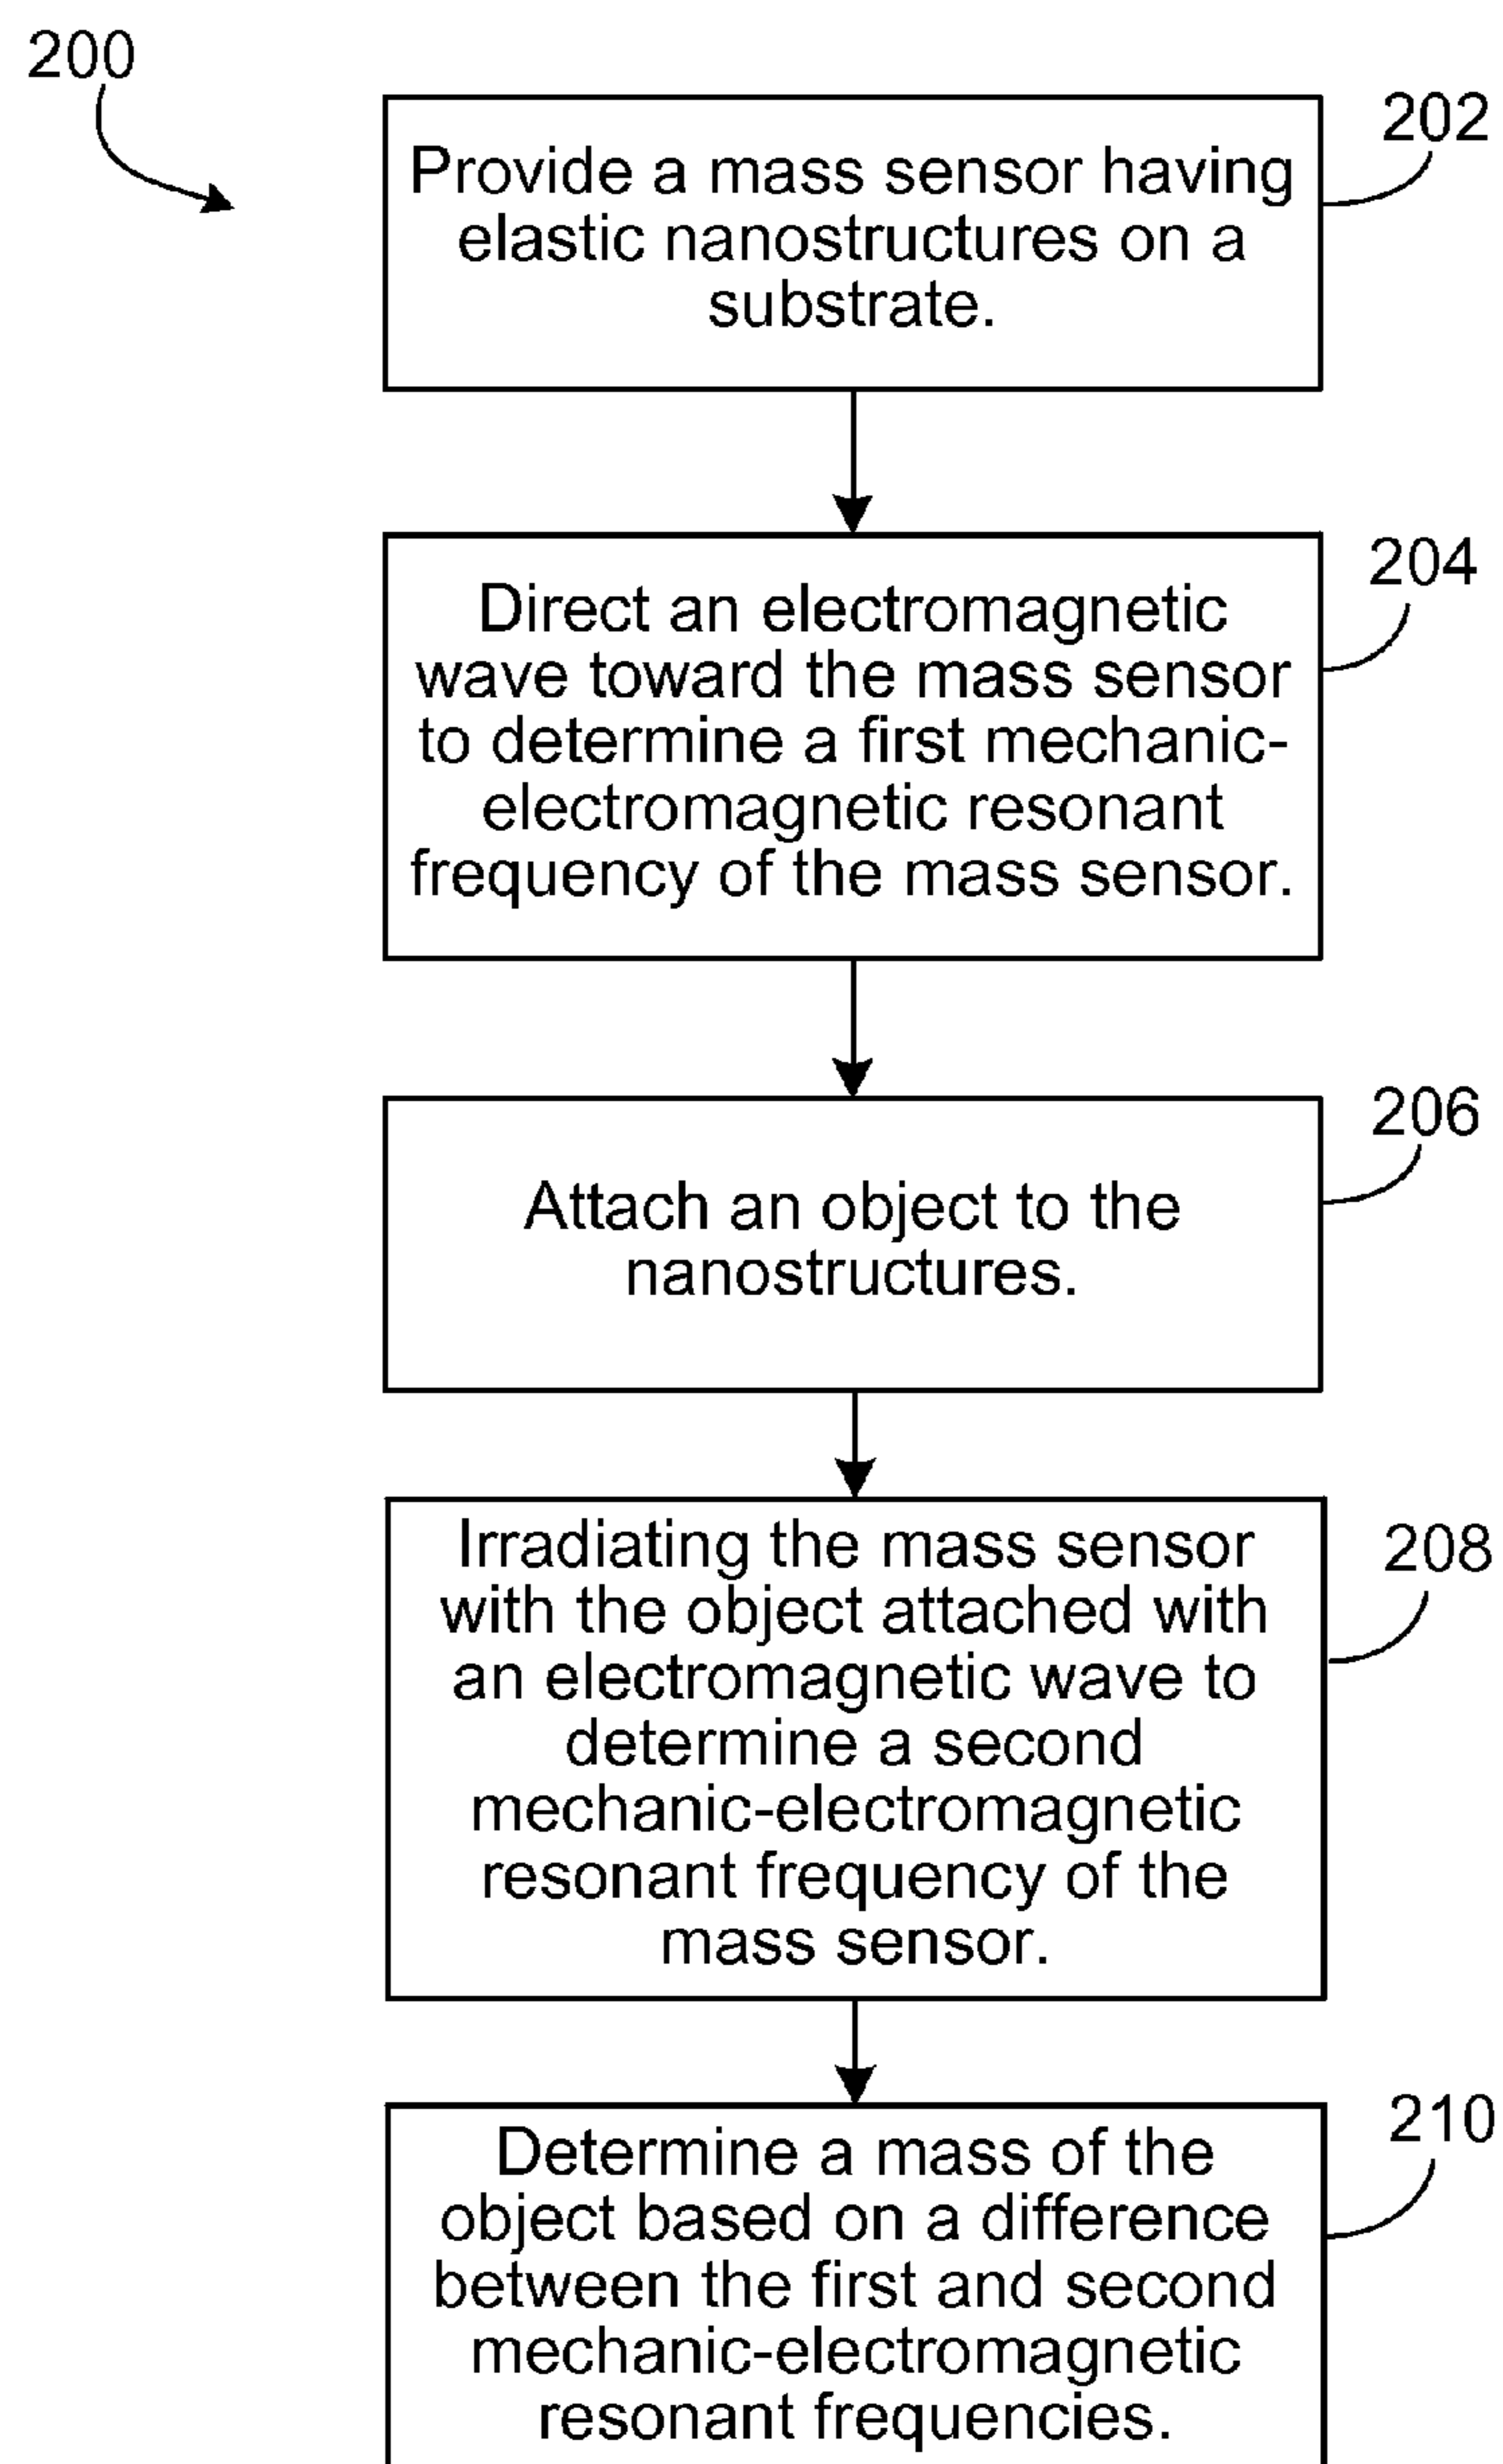 200
202
Provide a mass sensor having
elastic nanostructures on a
substrate.
204
Direct an electromagnetic
wave toward the mass sensor
to determine a first mechanic-
electromagnetic resonant
frequency of the mass sensor.
206
Attach an object to the
nanostructures.
208
Irradiating the mass sensor
with the object attached with
an electromagnetic wave to
determine a second
mechanic-electromagnetic
resonant frequency of the
mass sensor.
210
Determine a mass of the
object based on a difference
between the first and second
mechanic-electromagnetic
resonant frequencies.